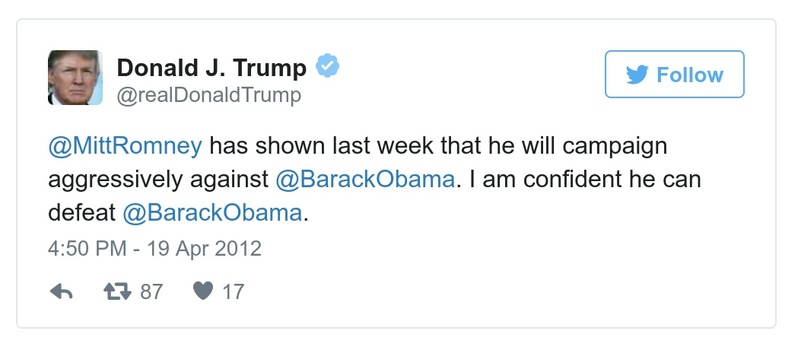 Donald J. Trump
@realDonaldTrump
Follow
@MittRomney has shown last week that he will campaign
aggressively against @BarackObama. I am confident he can
defeat @BarackObama.
4:50 PM - 19 Apr 2012
87 17